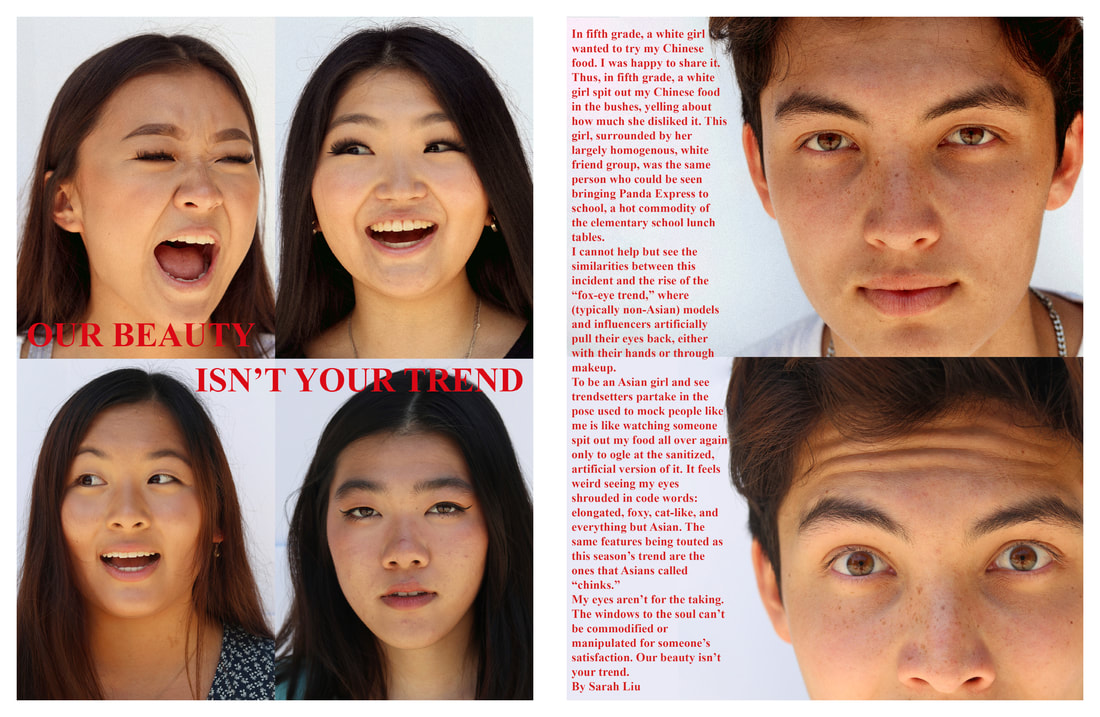 OUR BEAUTY
ISN'T YOUR TREND
In fifth grade, a white girl
wanted to try my Chinese
food. I was happy to share it.
Thus, in fifth grade, a white
girl spit out my Chinese food
in the bushes, yelling about
how much she disliked it. This
girl, surrounded by her
largely homogenous, white
friend group, was the same
person who could be seen
bringing Panda Express to
school, a hot commodity of
the elementary school lunch
tables.
I cannot help but see the
similarities between this
incident and the rise of the
“fox-eye trend,” where
(typically non-Asian) models
and influencers artificially
pull their eyes back, either
with their hands or through
makeup.
To be an Asian girl and see
trendsetters partake in the
pose used to mock people like
me is like watching someone
spit out my food all over again
only to ogle at the sanitized,
artificial version of it. It feels
weird seeing my eyes
shrouded in code words:
elongated, foxy, cat-like, and
everything but Asian. The
same features being touted as
this season’s trend are the
ones that Asians called
“chinks.”
My eyes aren’t for the taking.
The windows to the soul can’t
be commodified or
manipulated for someone’s
satisfaction. Our beauty isn’t
your trend.
By Sarah Liu